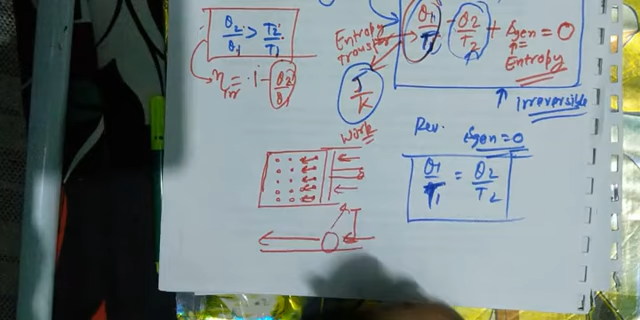 Q2/Q1 > T2/T1
ηirr = 1 - Q2/Q
Entropy
Transfer
J/K
Q1/T1 - Q2/T2 + Sgen = 0
Entropy
Irreversible
Work
Rev.
Sgen = 0
Q1/T1 = Q2/T2